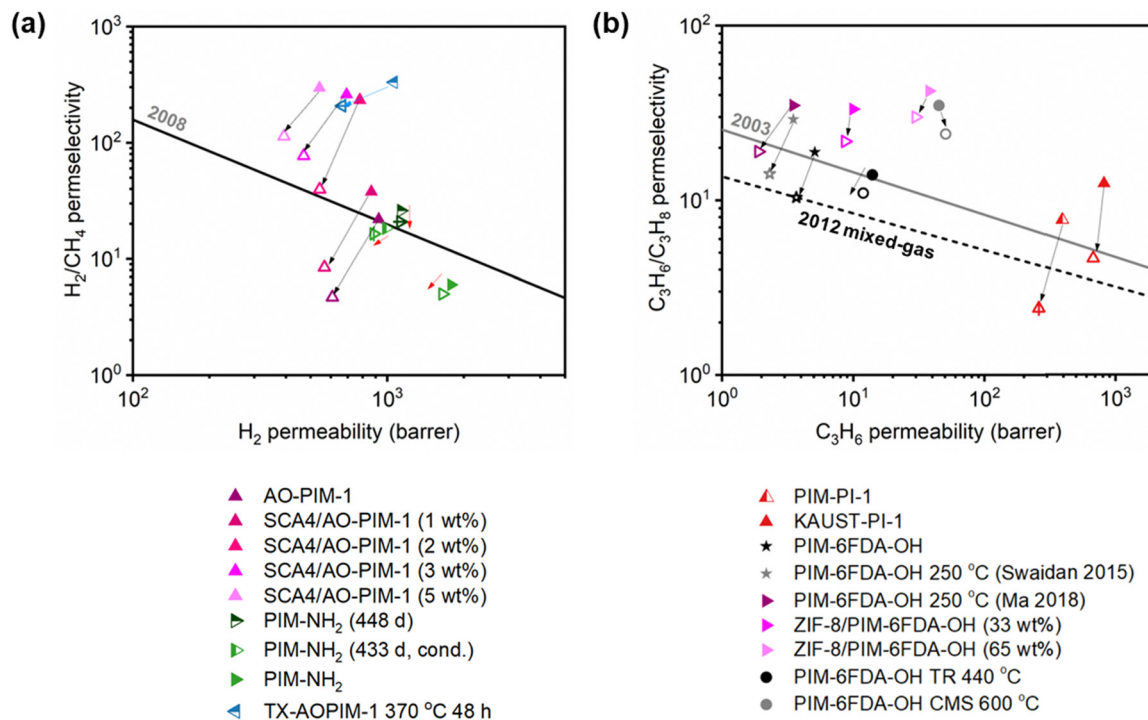 (a)
10³
10²
10¹
10⁰
H₂/CH₄ permselectivity
2008
10²
10³
H₂ permeability (barrer)
AO-PIM-1
SCA4/AO-PIM-1 (1 wt%)
SCA4/AO-PIM-1 (2 wt%)
SCA4/AO-PIM-1 (3 wt%)
SCA4/AO-PIM-1 (5 wt%)
PIM-NH₂ (448 d)
PIM-NH₂ (433 d, cond.)
PIM-NH₂
TX-AOPIM-1 370 °C 48 h
(b)
10²
10¹
10⁰
C₃H₆/C₃H₈ permselectivity
2003
2012 mixed-gas
10⁰
10¹
10²
10³
C₃H₆ permeability (barrer)
PIM-PI-1
KAUST-PI-1
PIM-6FDA-OH
PIM-6FDA-OH 250 °C (Swaidan 2015)
PIM-6FDA-OH 250 °C (Ma 2018)
ZIF-8/PIM-6FDA-OH (33 wt%)
ZIF-8/PIM-6FDA-OH (65 wt%)
PIM-6FDA-OH TR 440 °C
PIM-6FDA-OH CMS 600 °C